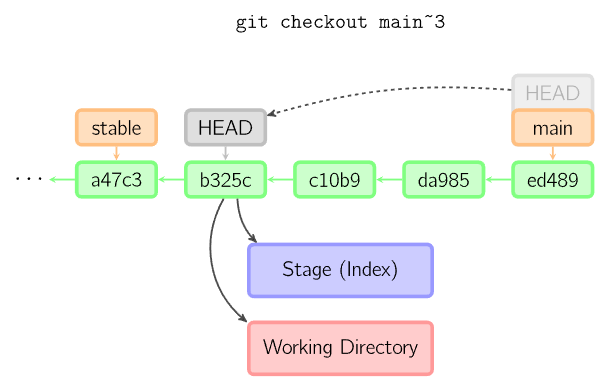 git checkout main~3
HEAD
stable HEAD main
... a47c3 b325c c10b9 da985 ed489
Stage (Index)
Working Directory